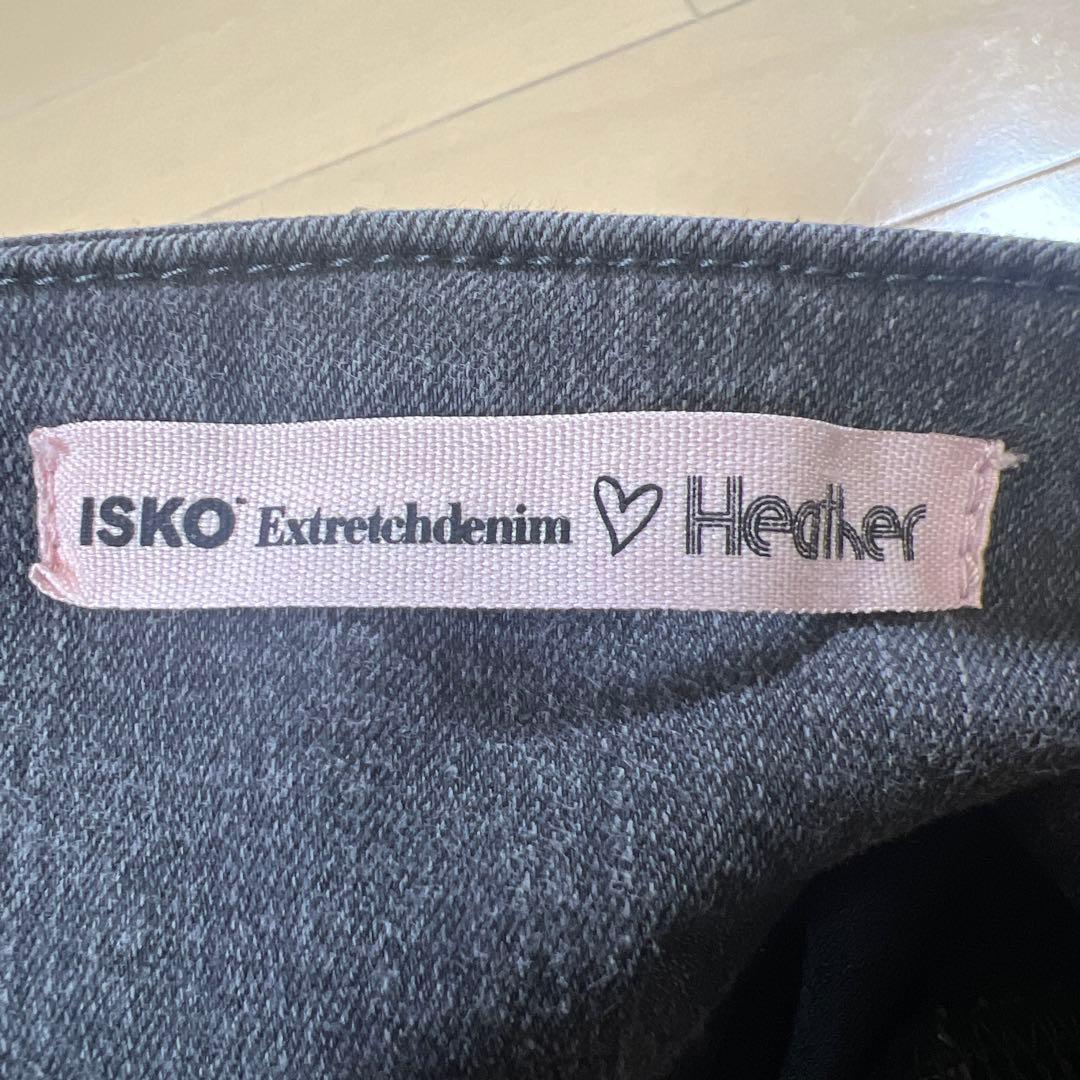 ISKO™ Extretchdenim ♡ Heather